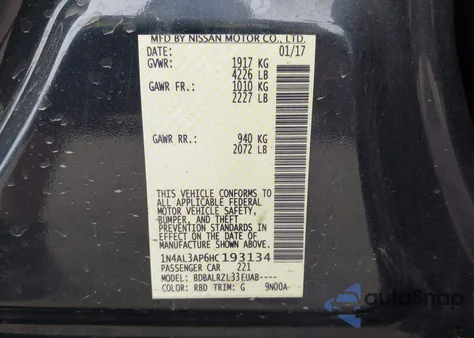 MFD BY NISSAN MOTOR CO., LTD.
DATE: 01/17
GVWR: 1917 KG
4226 LB
GAWR FR.: 1010 KG
2227 LB
GAWR RR.: 940 KG
2072 LB
THIS VEHICLE CONFORMS TO
ALL APPLICABLE FEDERAL
MOTOR VEHICLE SAFETY,
BUMPER, AND THEFT
PREVENTION STANDARDS IN
EFFECT ON THE DATE OF
MANUFACTURE SHOWN ABOVE.
1N4AL3AP6HC193134
PASSENGER CAR 221
MODEL: BDBALRZL33EUAB----
COLOR: RBD TRIM: G 9N00A
autoSnap